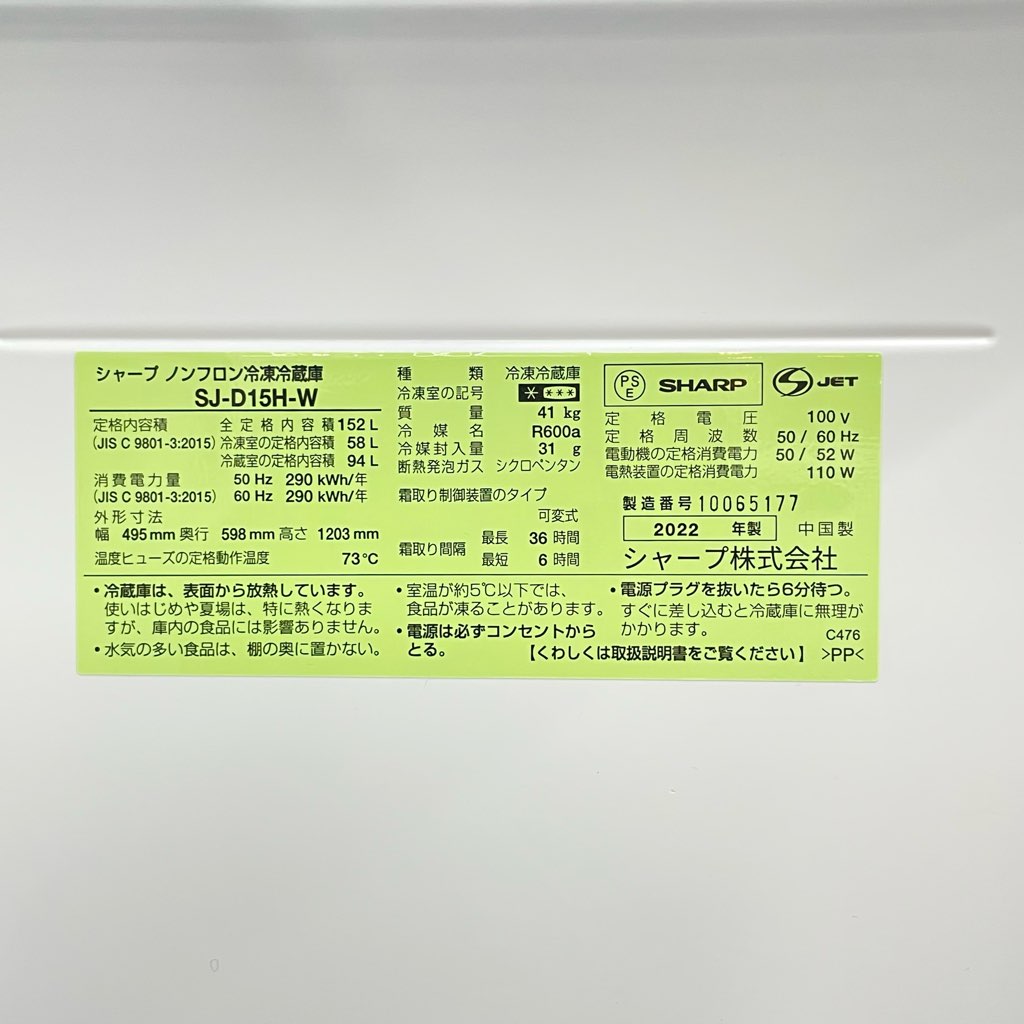 シャープ ノンフロン冷凍冷蔵庫
SJ-D15H-W
定格内容積 全定格内容積 152 L
(JIS C 9801-3:2015) 冷凍室の定格内容積 58 L
冷蔵室の定格内容積 94 L
消費電力量 50 Hz 290 kWh/年
(JIS C 9801-3:2015) 60 Hz 290 kWh/年
外形寸法
幅 495 mm 奥行 598 mm 高さ 1203 mm
温度ヒューズの定格動作温度 73℃
種類 冷凍冷蔵庫
冷凍室の記号 * ***
質量 41 kg
冷媒名 R600a
冷媒封入量 31 g
断熱発泡ガス シクロペンタン
霜取り制御装置のタイプ
可変式
霜取り間隔 最長 36 時間
最短 6 時間
PSE SHARP JET
定格電圧 100 V
定格周波数 50 / 60 Hz
電動機の定格消費電力 50 / 52 W
電熱装置の定格消費電力 110 W
製造番号 10065177
2022 年製 中国製
シャープ株式会社
・冷蔵庫は、表面から放熱しています。
使いはじめや夏場は、特に熱くなりま
すが、庫内の食品には影響ありません。
・水気の多い食品は、棚の奥に置かない。
・室温が約5℃以下では、
食品が凍ることがあります。
・電源は必ずコンセントから
とる。
・電源プラグを抜いたら6分待つ。
すぐに差し込むと冷蔵庫に無理が
かかります。 C476
【くわしくは取扱説明書をご覧ください】 >PP<